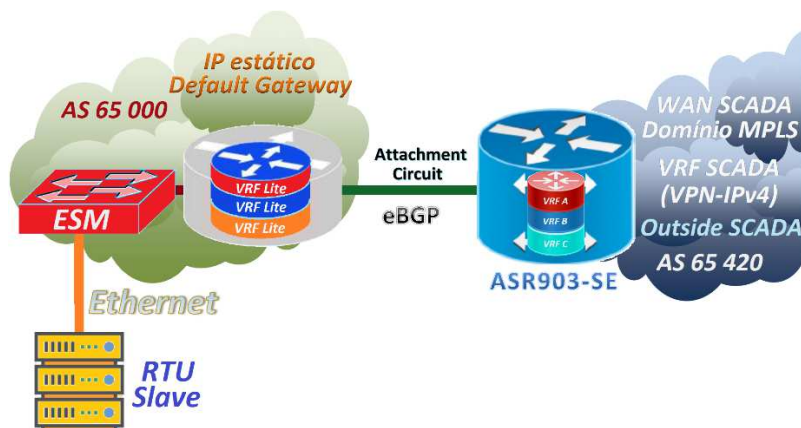 IP estático
Default Gateway
AS 65 000
ESM
VRF Lite
VRF Lite
VRF Lite
Attachment
Circuit
eBGP
VRF A
VRF B
VRF C
ASR903-SE
WAN SCADA
Domínio MPLS
VRF SCADA
(VPN-IPv4)
Outside SCADA
AS 65 420
Ethernet
RTU
Slave